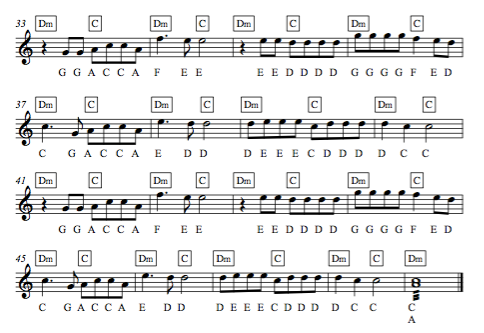 33 Dm C Dm C Dm C Dm C
G G A C C A F E E E E D D D D G G G G F E D
37 Dm C Dm C Dm C Dm C
C G A C C A E D D D E E E C D D D D C C
41 Dm C Dm C Dm C Dm C
G G A C C A F E E E E D D D D G G G G F E D
45 Dm C Dm C Dm C Dm C Dm
C G A C C A E D D D E E E C D D D D C C C
A